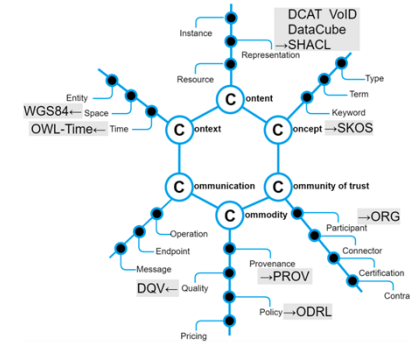 DCAT VoID
DataCube
→SHACL
Instance
Representation
Resource
Content
Type
Term
Keyword
Entity
WGS84← Space
OWL-Time← Time
Context
Concept →SKOS
Communication
Community of trust
Commodity
→ORG
Participant
Connector
Certification
Contra
Operation
Endpoint
Message
Provenance
→PROV
DQV← Quality
Policy→ODRL
Pricing